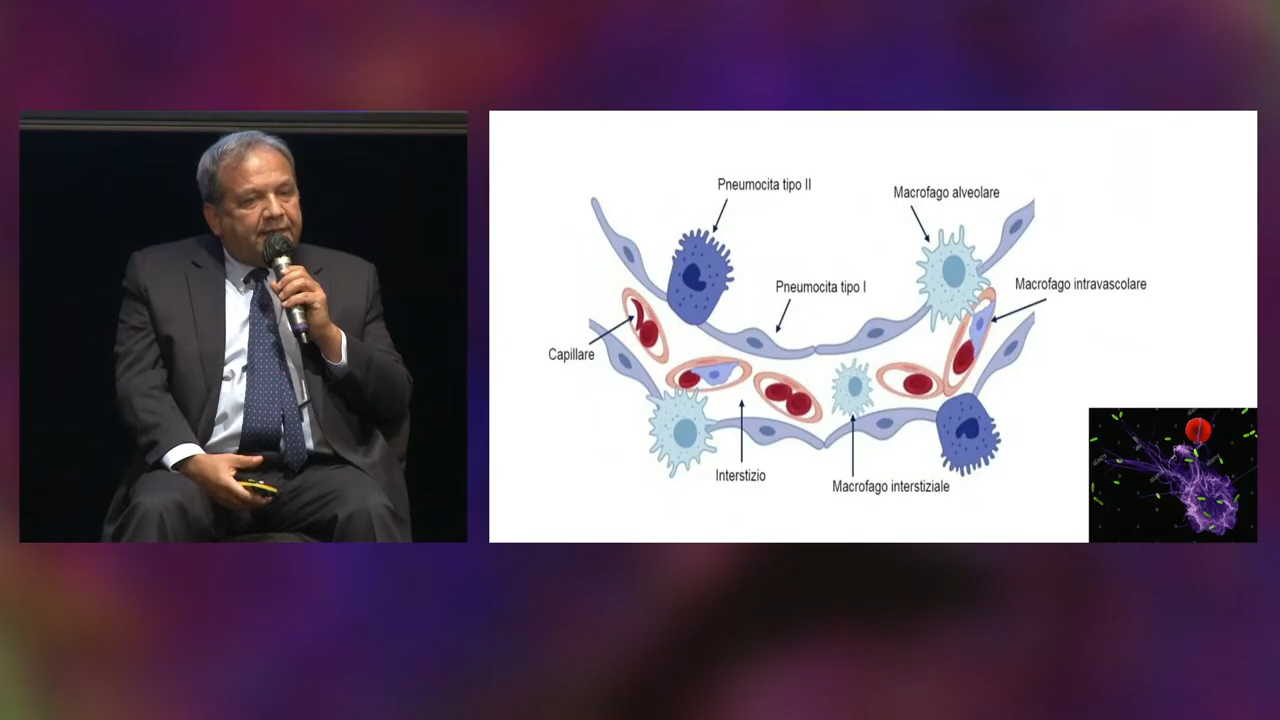 Pneumocita tipo II
Macrofago alveolare
Pneumocita tipo I
Macrofago intravascolare
Capillare
Interstizio
Macrofago interstiziale